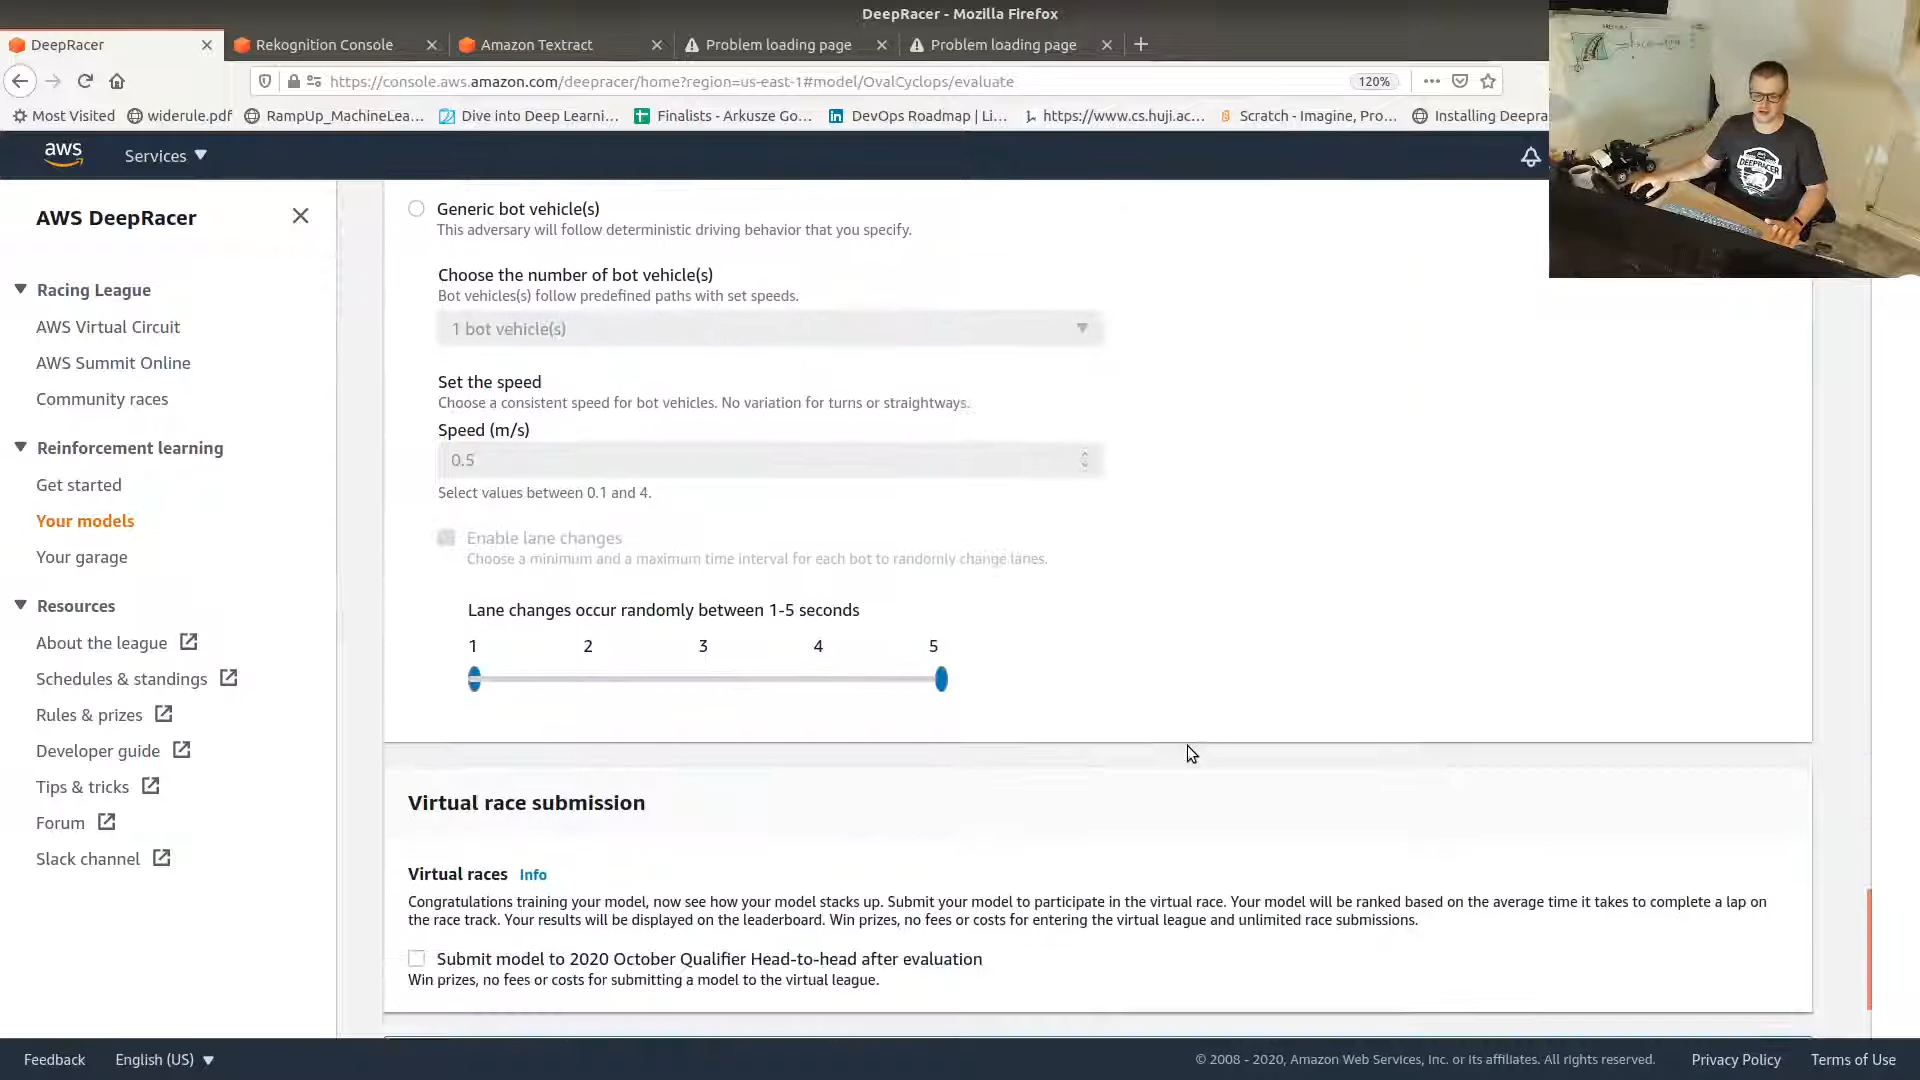 DeepRacer - Mozilla Firefox
DeepRacer
Rekognition Console
Amazon Textract
Problem loading page
Problem loading page
https://console.aws.amazon.com/deepracer/home?region=us-east-1#model/OvalCyclops/evaluate
120%
Most Visited
widerule.pdf
RampUp_MachineLea...
Dive into Deep Learni...
Finalists - Arkusze Go...
DevOps Roadmap | Li...
https://www.cs.huji.ac...
Scratch - Imagine, Pro...
Installing Deepra
aws
Services
DEEPRACER
AWS DeepRacer
Racing League
AWS Virtual Circuit
AWS Summit Online
Community races
Reinforcement learning
Get started
Your models
Your garage
Resources
About the league
Schedules & standings
Rules & prizes
Developer guide
Tips & tricks
Forum
Slack channel
Generic bot vehicle(s)
This adversary will follow deterministic driving behavior that you specify.
Choose the number of bot vehicle(s)
Bot vehicles(s) follow predefined paths with set speeds.
1 bot vehicle(s)
Set the speed
Choose a consistent speed for bot vehicles. No variation for turns or straightways.
Speed (m/s)
0.5
Select values between 0.1 and 4.
Enable lane changes
Choose a minimum and a maximum time interval for each bot to randomly change lanes.
Lane changes occur randomly between 1-5 seconds
1 2 3 4 5
Virtual race submission
Virtual races Info
Congratulations training your model, now see how your model stacks up. Submit your model to participate in the virtual race. Your model will be ranked based on the average time it takes to complete a lap on
the race track. Your results will be displayed on the leaderboard. Win prizes, no fees or costs for entering the virtual league and unlimited race submissions.
Submit model to 2020 October Qualifier Head-to-head after evaluation
Win prizes, no fees or costs for submitting a model to the virtual league.
Feedback
English (US)
© 2008 - 2020, Amazon Web Services, Inc. or its affiliates. All rights reserved.
Privacy Policy
Terms of Use